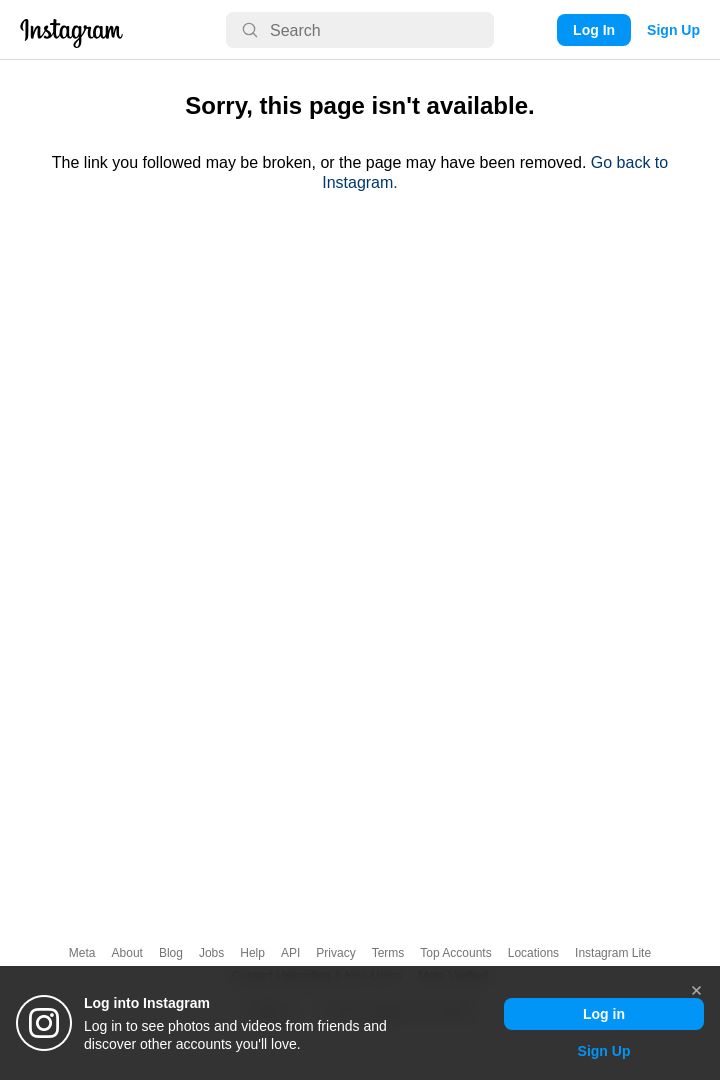 Instagram
Search
Log In
Sign Up
Sorry, this page isn't available.
The link you followed may be broken, or the page may have been removed. Go back to
Instagram.
Meta About Blog Jobs Help API Privacy Terms Top Accounts Locations Instagram Lite
Log into Instagram
Log in to see photos and videos from friends and
discover other accounts you'll love.
Log in
Sign Up